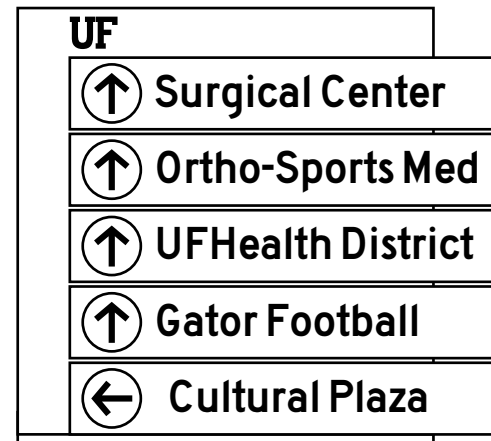 UF
Surgical Center
Ortho-Sports Med
UFHealth District
Gator Football
Cultural Plaza